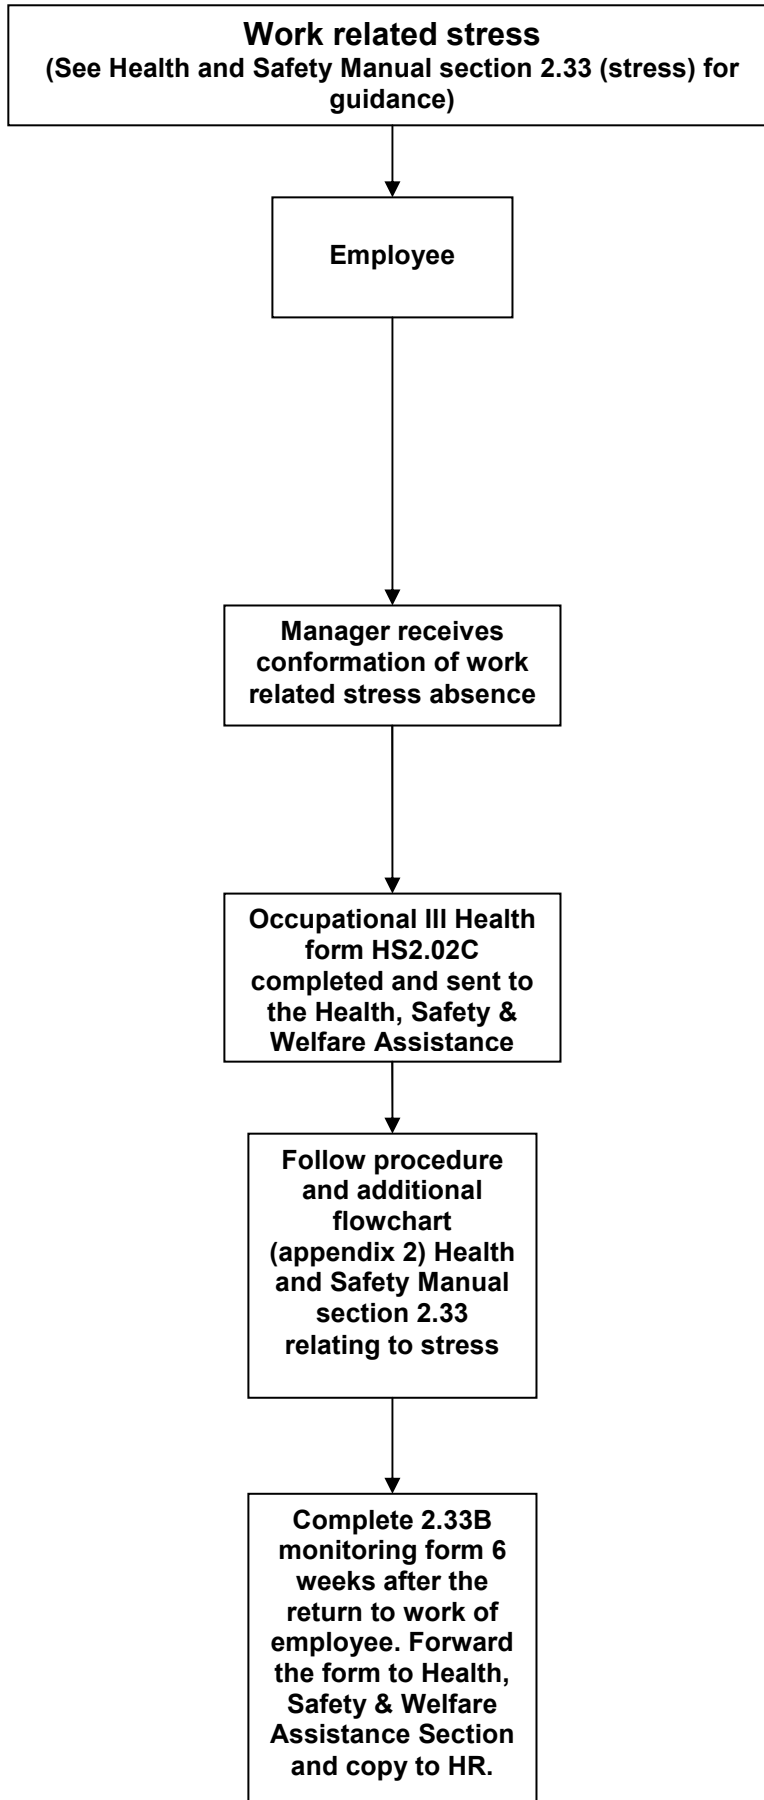 Work related stress
(See Health and Safety Manual section 2.33 (stress) for
guidance)
Employee
Manager receives
conformation of work
related stress absence
Occupational Ill Health
form HS2.02C
completed and sent to
the Health, Safety &
Welfare Assistance
Follow procedure
and additional
flowchart
(appendix 2) Health
and Safety Manual
section 2.33
relating to stress
Complete 2.33B
monitoring form 6
weeks after the
return to work of
employee. Forward
the form to Health,
Safety & Welfare
Assistance Section
and copy to HR.